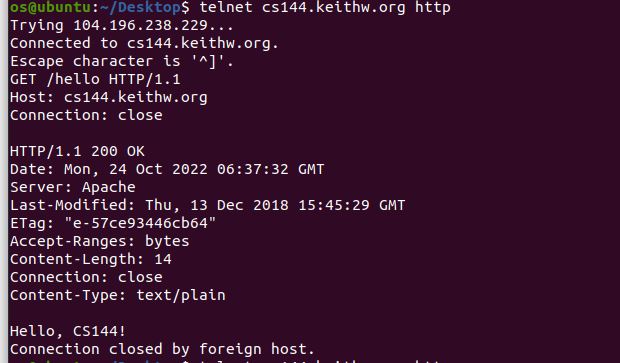 os@ubuntu:~/Desktop$ telnet cs144.keithw.org http
Trying 104.196.238.229...
Connected to cs144.keithw.org.
Escape character is '^]'.
GET /hello HTTP/1.1
Host: cs144.keithw.org
Connection: close

HTTP/1.1 200 OK
Date: Mon, 24 Oct 2022 06:37:32 GMT
Server: Apache
Last-Modified: Thu, 13 Dec 2018 15:45:29 GMT
ETag: "e-57ce93446cb64"
Accept-Ranges: bytes
Content-Length: 14
Connection: close
Content-Type: text/plain

Hello, CS144!
Connection closed by foreign host.